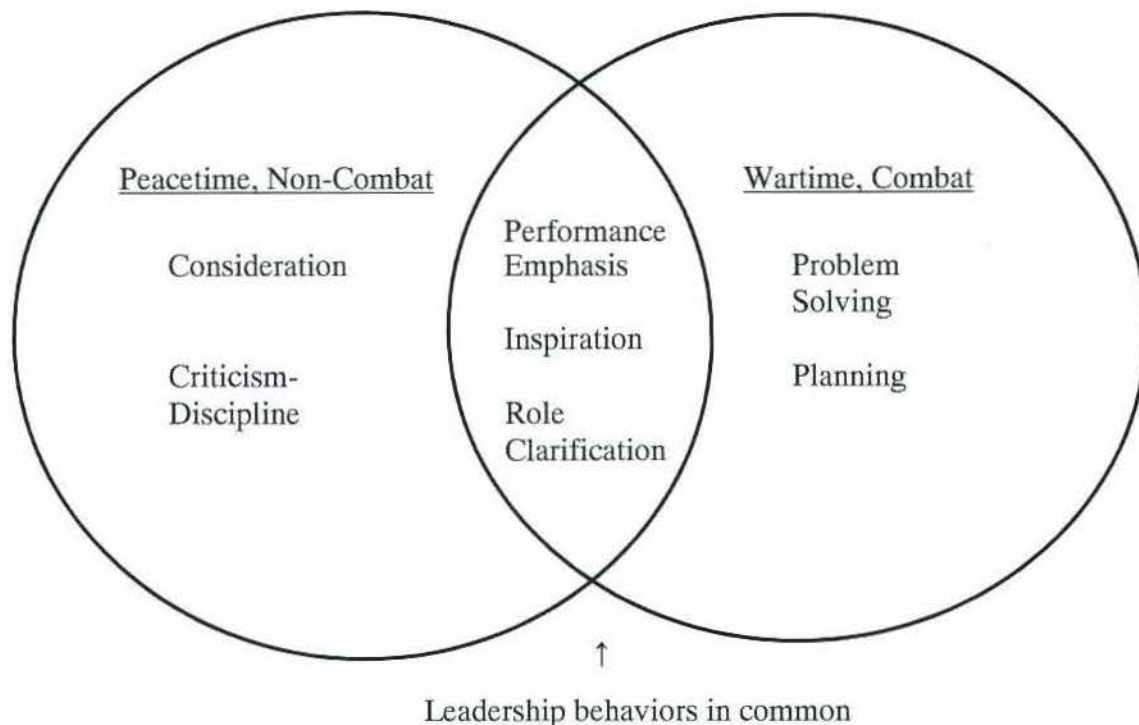 Peacetime, Non-Combat
Consideration
Criticism-
Discipline
Performance
Emphasis
Inspiration
Role
Clarification
Wartime, Combat
Problem
Solving
Planning
↑
Leadership behaviors in common